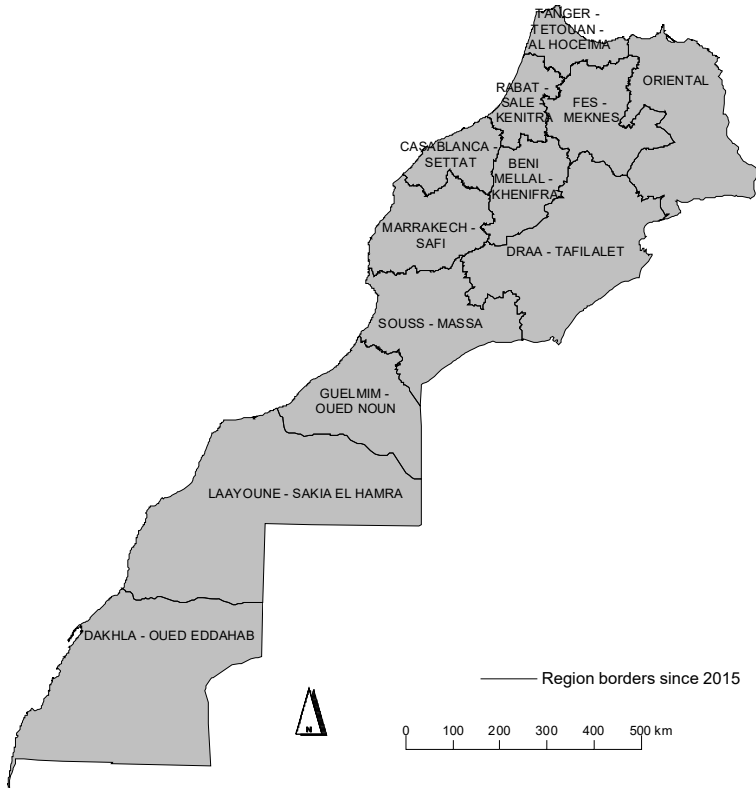 TANGER -
TETOUAN -
AL HOCEIMA
ORIENTAL
RABAT -
SALE -
KENITRA
FES -
MEKNES
CASABLANCA -
SETTAT
BENI
MELLAL -
KHENIFRA
MARRAKECH -
SAFI
DRAA - TAFILALET
SOUSS - MASSA
GUELMIM -
OUED NOUN
LAAYOUNE - SAKIA EL HAMRA
DAKHLA - OUED EDDAHAB
Region borders since 2015
N
0 100 200 300 400 500 km